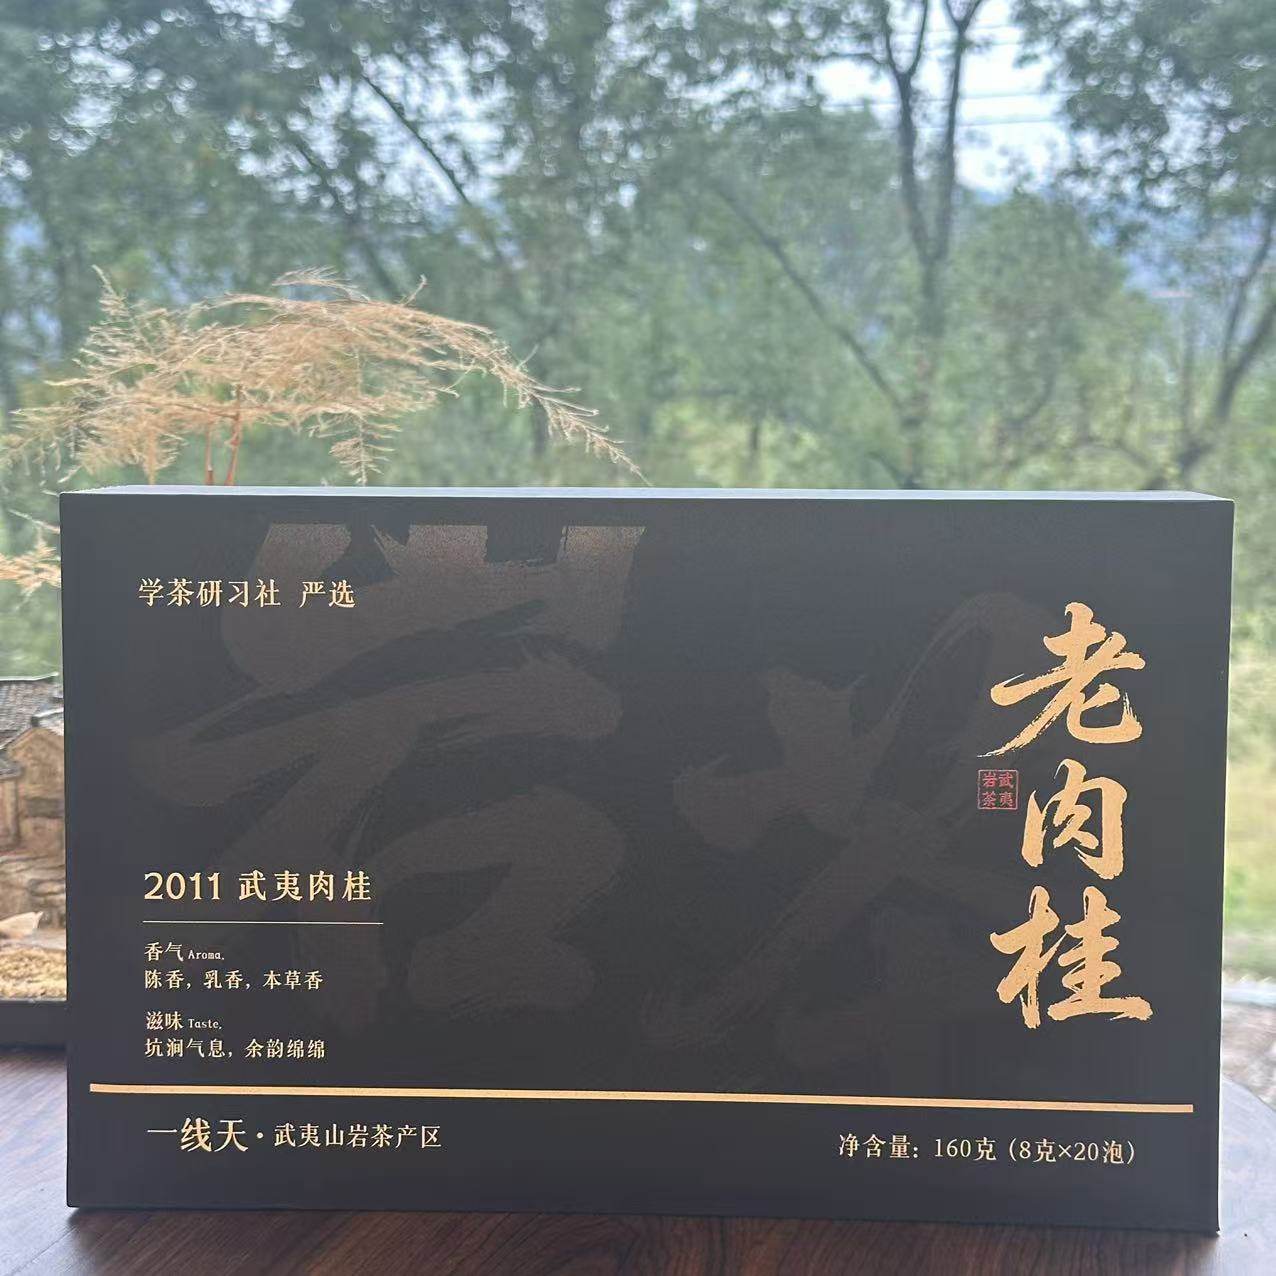 学茶研习社 严选
老肉桂
武夷
岩茶
2011 武夷肉桂
香气 Aroma.
陈香，乳香，本草香
滋味 Taste.
坑涧气息，余韵绵绵
一线天·武夷山岩茶产区
净含量：160克（8克×20泡）
岩茶